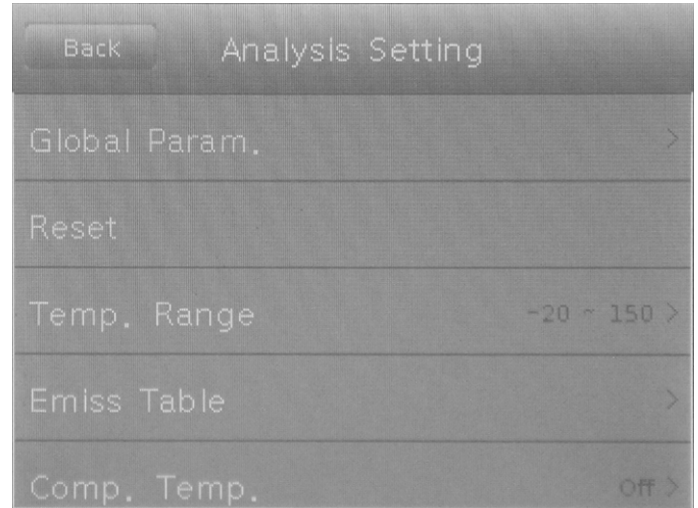 Back Analysis Setting
Global Param. >
Reset
Temp. Range -20 ~ 150 >
Emiss Table >
Comp. Temp. Off >